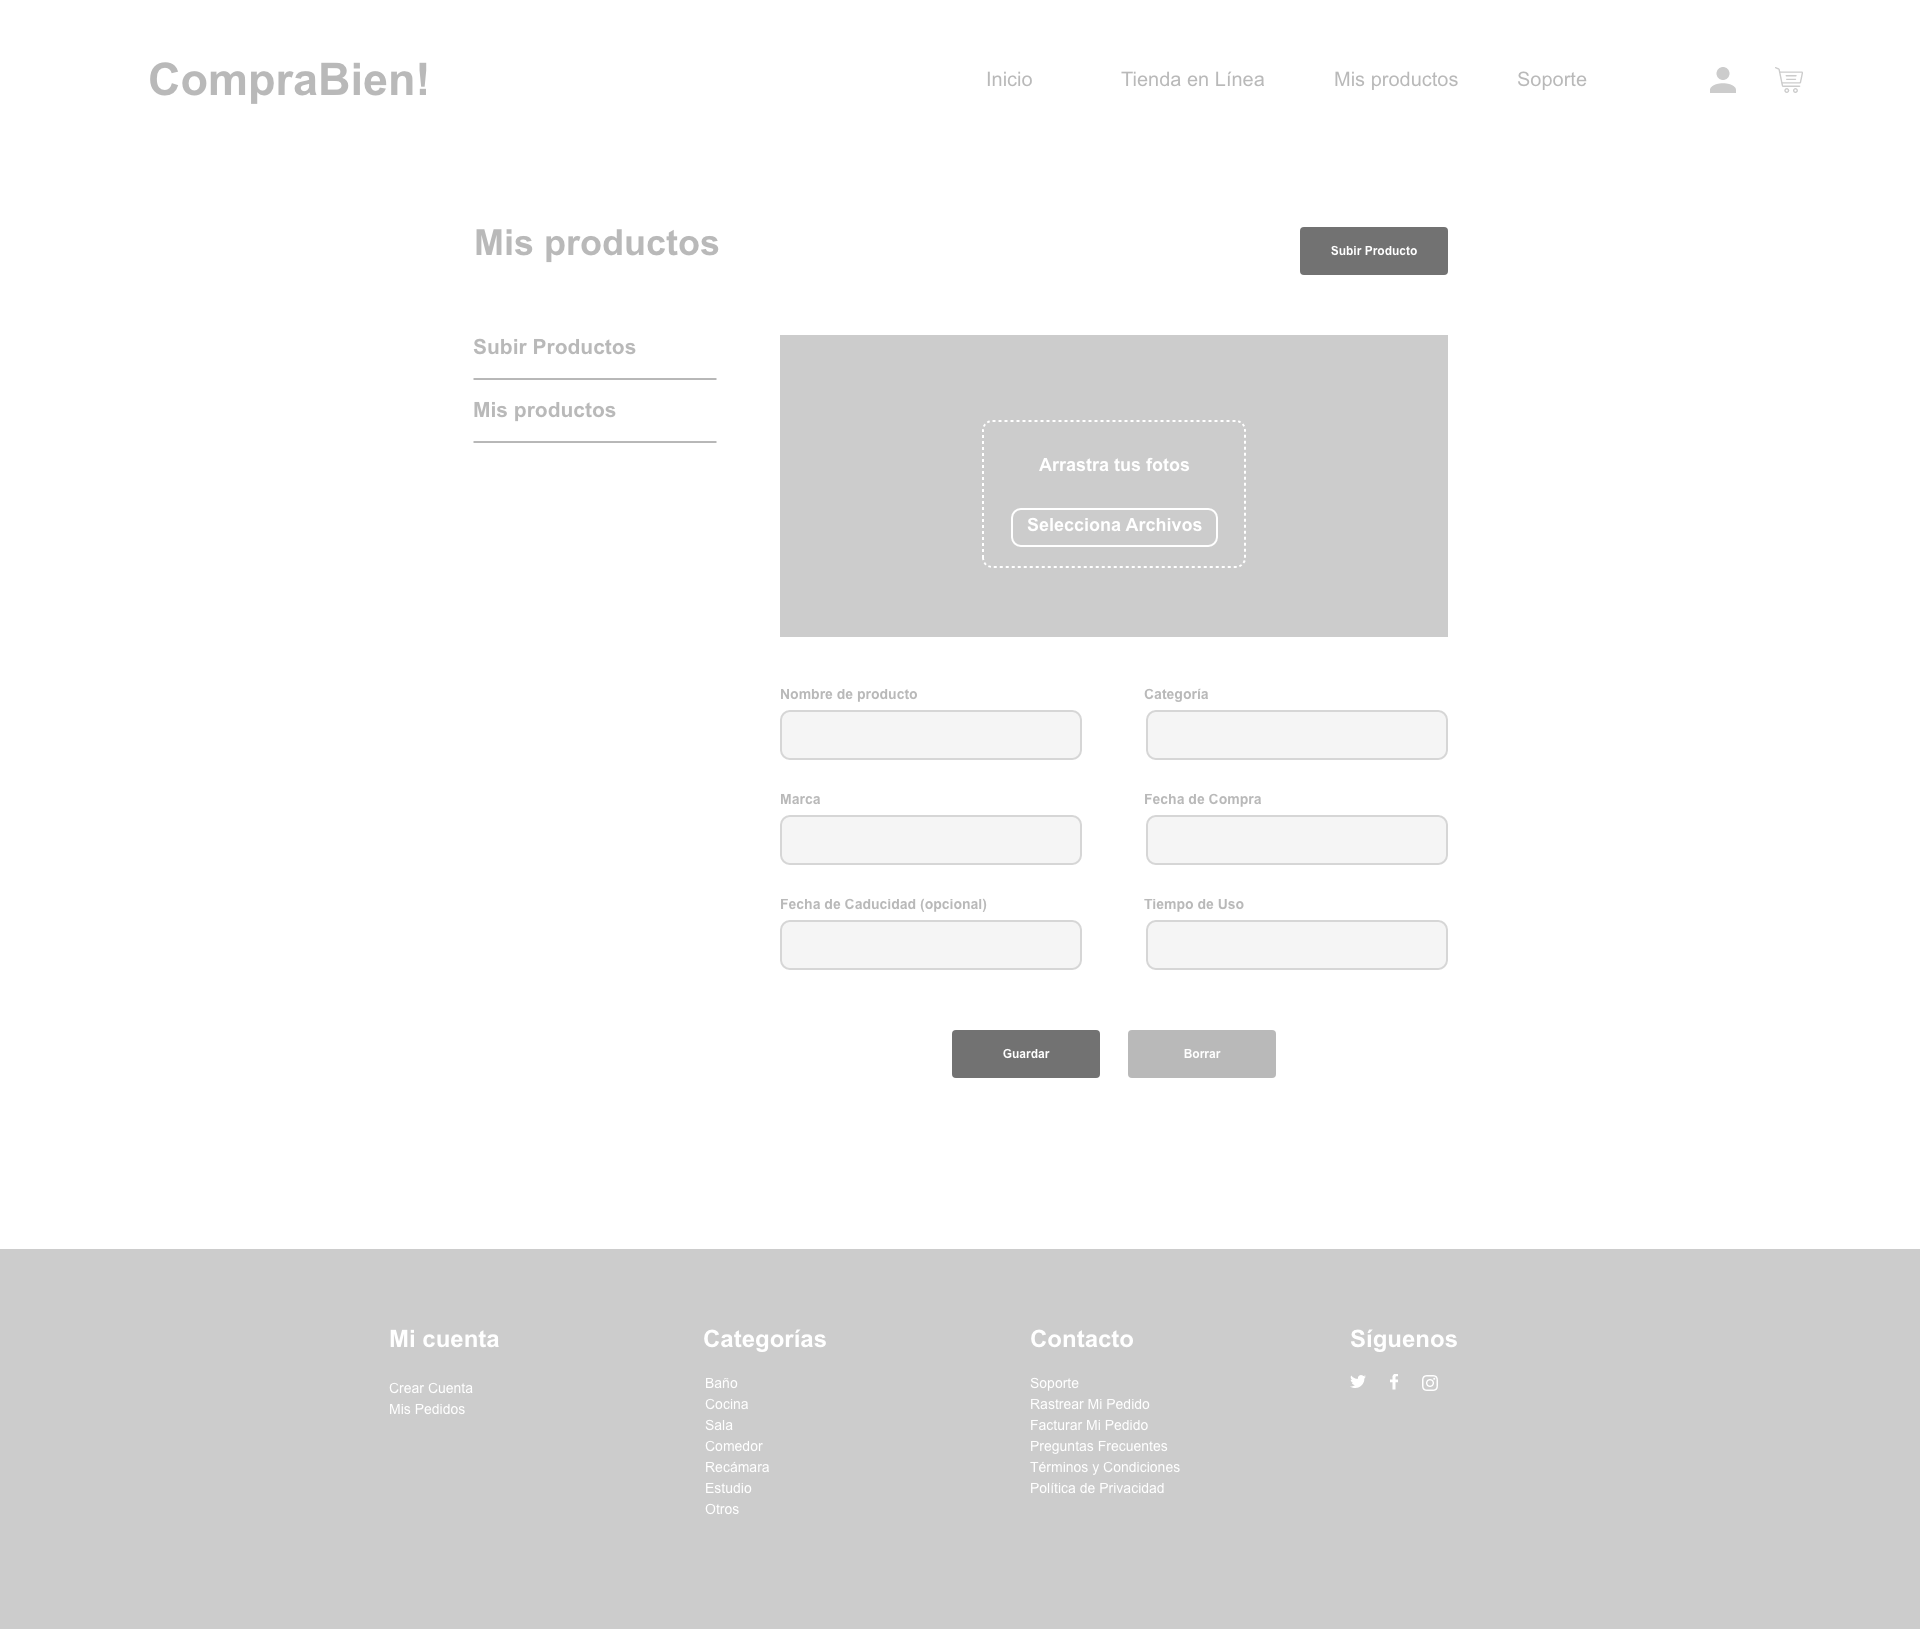 CompraBien!
Inicio
Tienda en Línea
Mis productos
Soporte
Mis productos
Subir Producto
Subir Productos
Mis productos
Arrastra tus fotos
Selecciona Archivos
Nombre de producto
Categoría
Marca
Fecha de Compra
Fecha de Caducidad (opcional)
Tiempo de Uso
Guardar
Borrar
Mi cuenta
Crear Cuenta
Mis Pedidos
Categorías
Baño
Cocina
Sala
Comedor
Recámara
Estudio
Otros
Contacto
Soporte
Rastrear Mi Pedido
Facturar Mi Pedido
Preguntas Frecuentes
Términos y Condiciones
Política de Privacidad
Síguenos